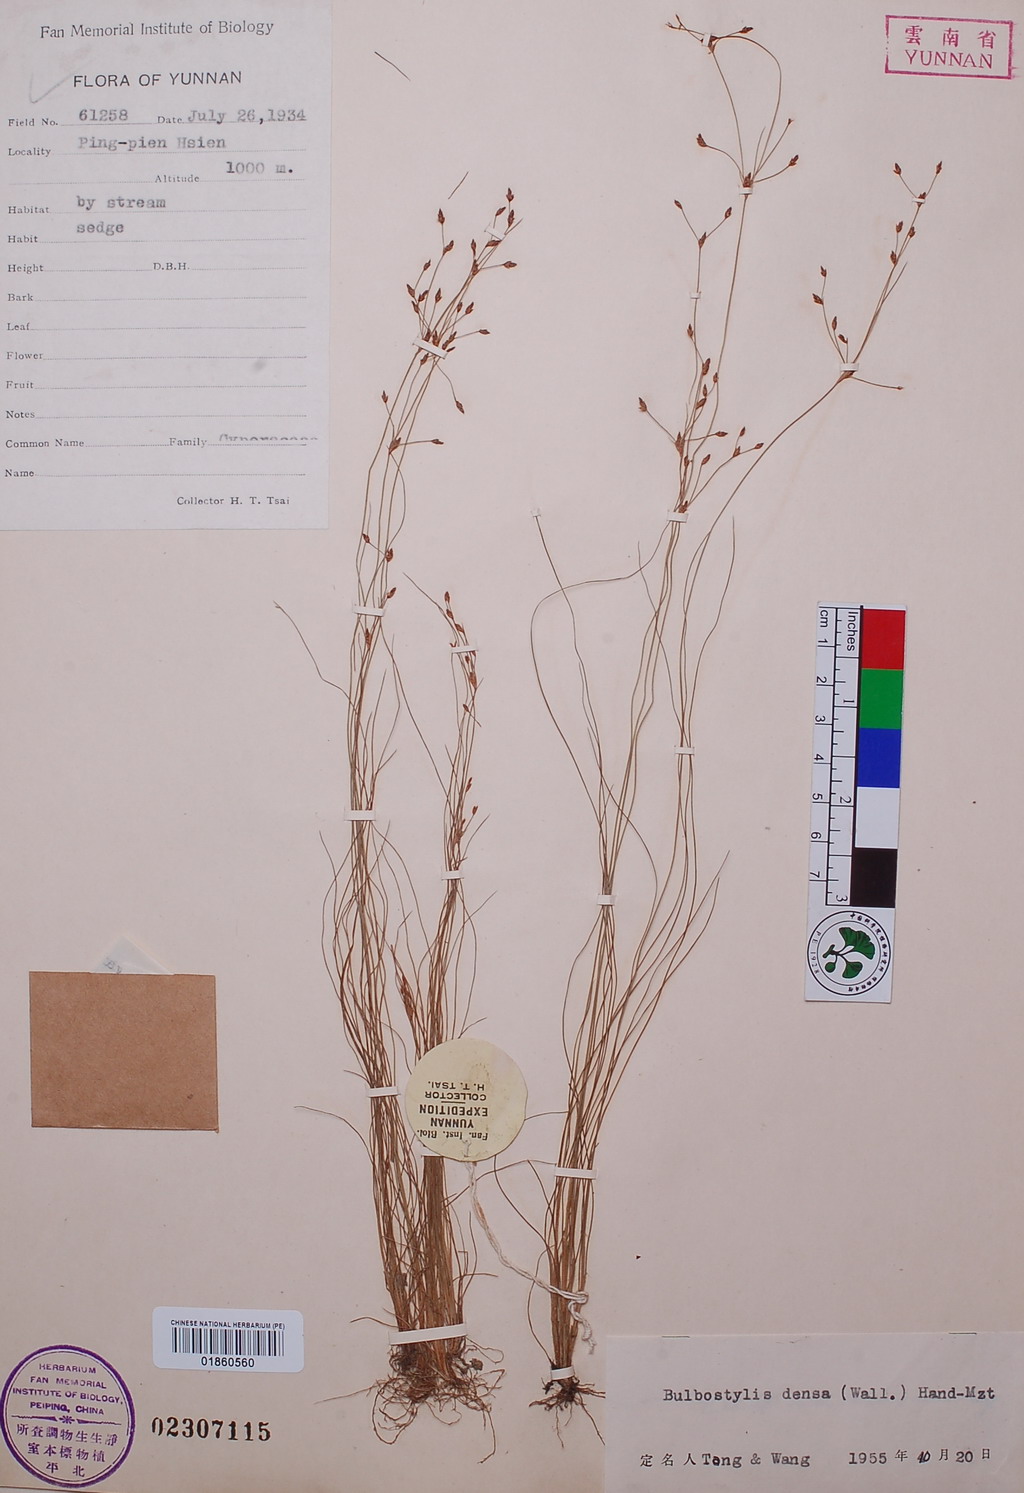 Fan Memorial Institute of Biology
FLORA OF YUNNAN
Field No. 61258 Date July 26,1934
Locality Ping-pien Hsien
Altitude 1000 m.
Habitat by stream
Habit sedge
Height D.B.H.
Bark
Leaf
Flower
Fruit
Notes
Common Name Family Cyperaceae
Name
Collector H. T. Tsai
雲南省
YUNNAN
cm 1 2 3 4 5 6 7
Inches 1 2 3
Fan. Inst. Biol.
YUNNAN
EXPEDITION
COLLECTOR
H. T. TSAI.
CHINESE NATIONAL HERBARIUM (PE)
01860560
02307115
HERBARIUM
FAN MEMORIAL
INSTITUTE OF BIOLOGY,
PEIPING, CHINA
靜生生物調査所
植物標本室
北平
Bulbostylis densa (Wall.) Hand-Mzt
定名人 Tang & Wang 1955 年 10 月 20 日